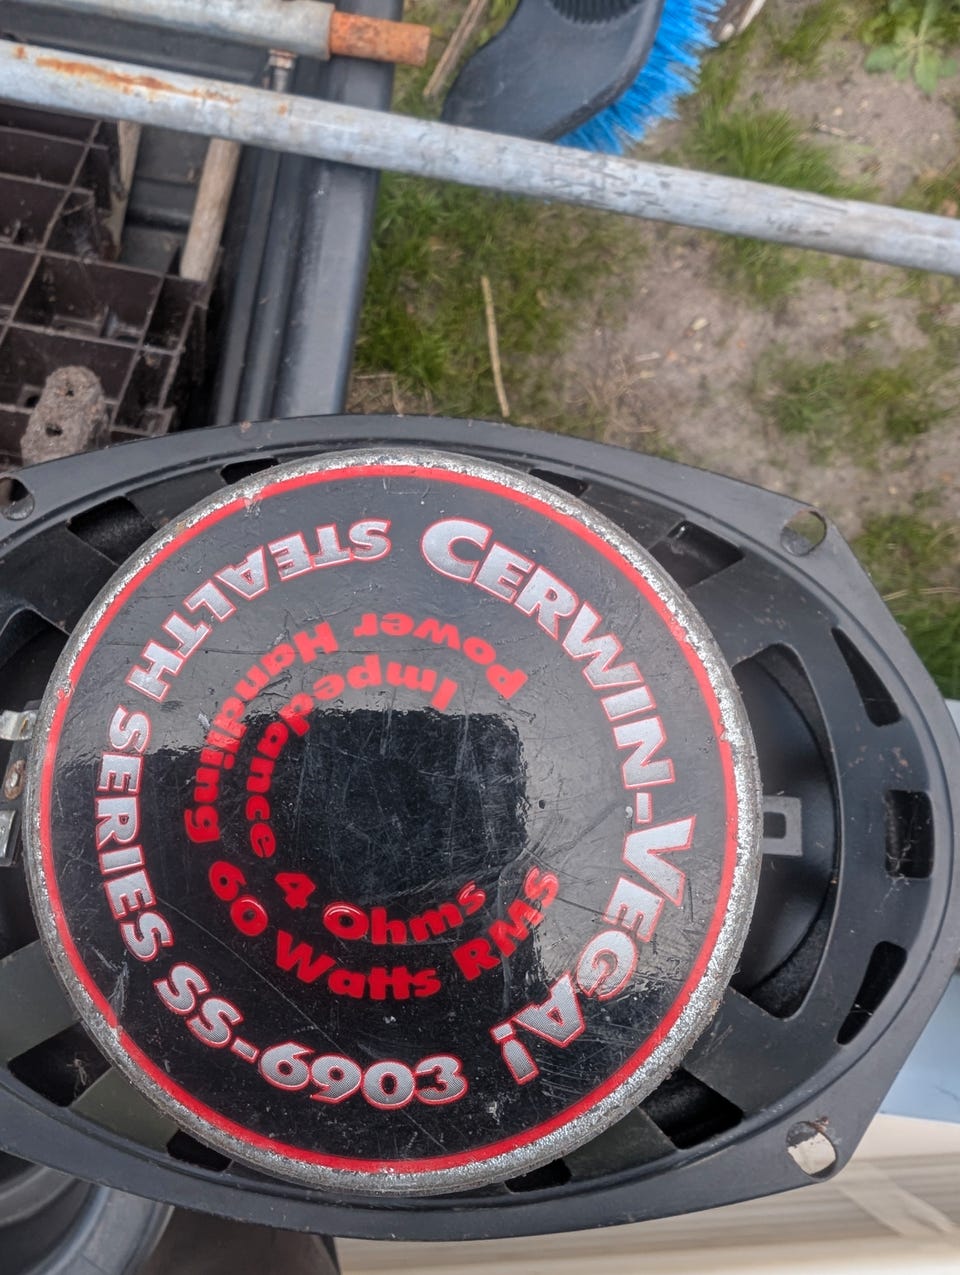 CERWIN-VEGA!
STEALTH SERIES SS-6903
Power Handling 60 Watts RMS
Impedance 4 Ohms